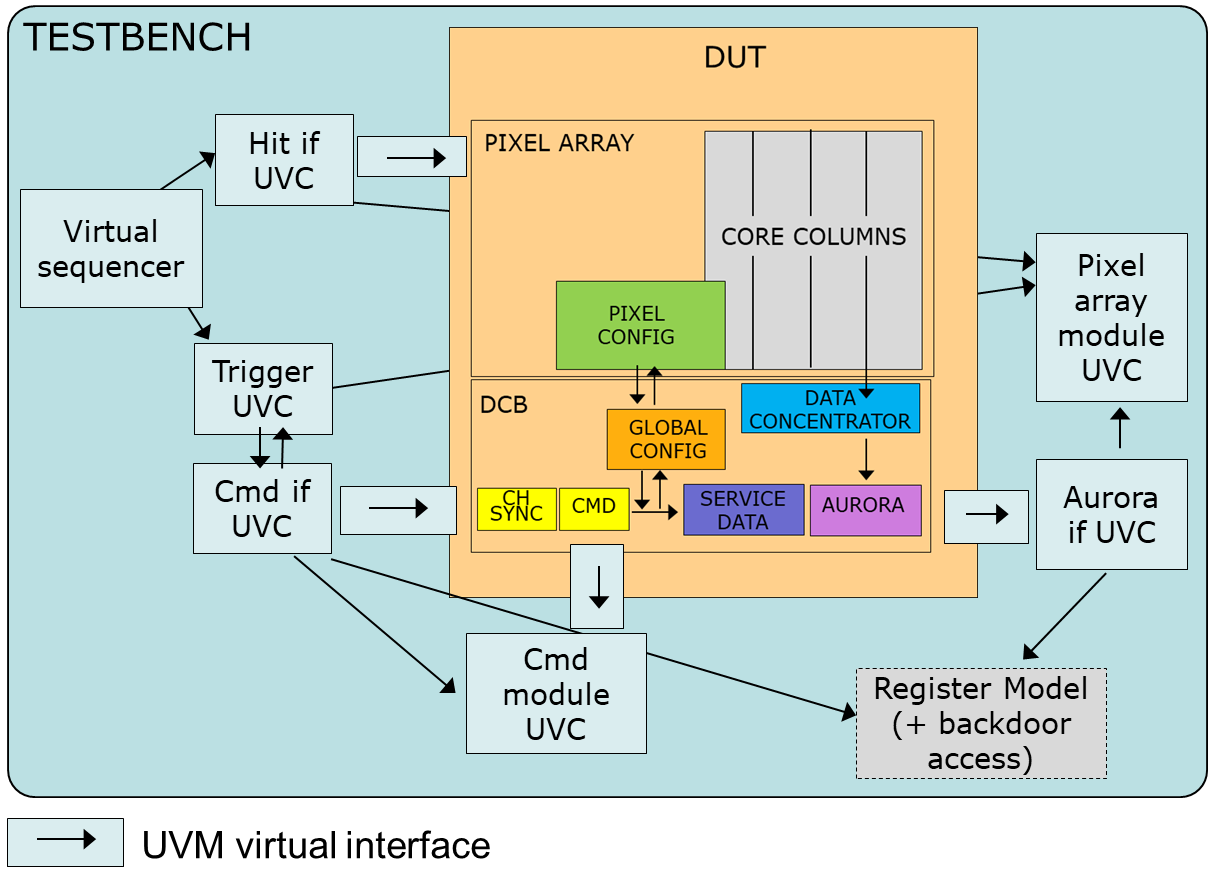 TESTBENCH
DUT
Hit if
UVC
PIXEL ARRAY
CORE COLUMNS
Virtual
sequencer
Pixel
array
module
UVC
PIXEL
CONFIG
Trigger
UVC
DCB
DATA
CONCENTRATOR
GLOBAL
CONFIG
Cmd if
UVC
CH
SYNC
CMD
SERVICE
DATA
AURORA
Aurora
if UVC
Cmd
module
UVC
Register Model
(+ backdoor
access)
UVM virtual interface